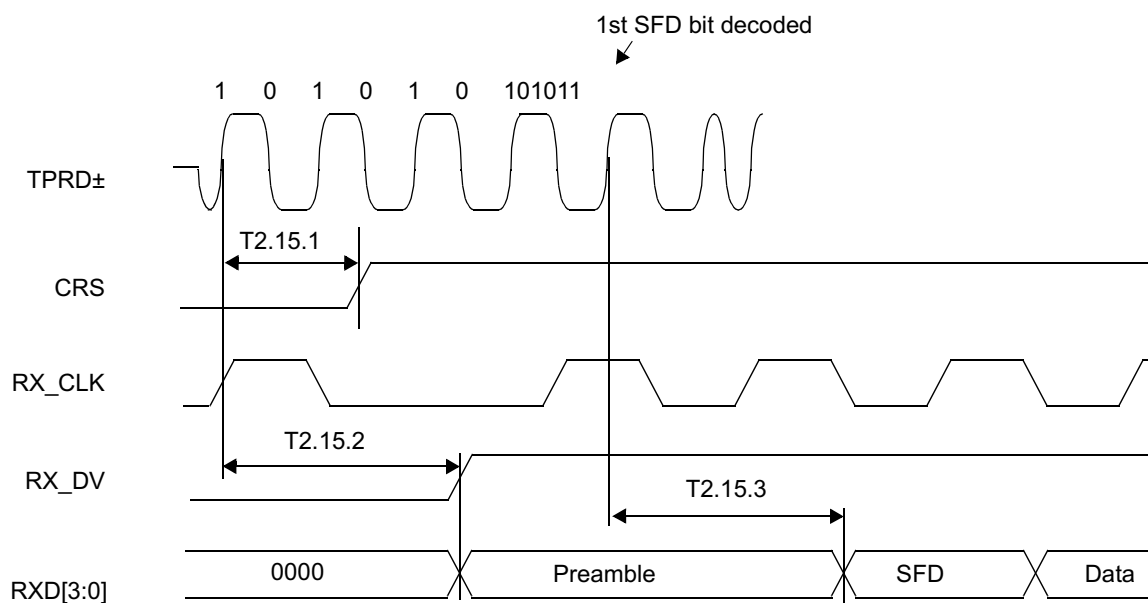 1st SFD bit decoded
1 0 1 0 1 0 101011
TPRD±
T2.15.1
CRS
RX_CLK
T2.15.2
RX_DV
T2.15.3
0000 Preamble SFD Data
RXD[3:0]